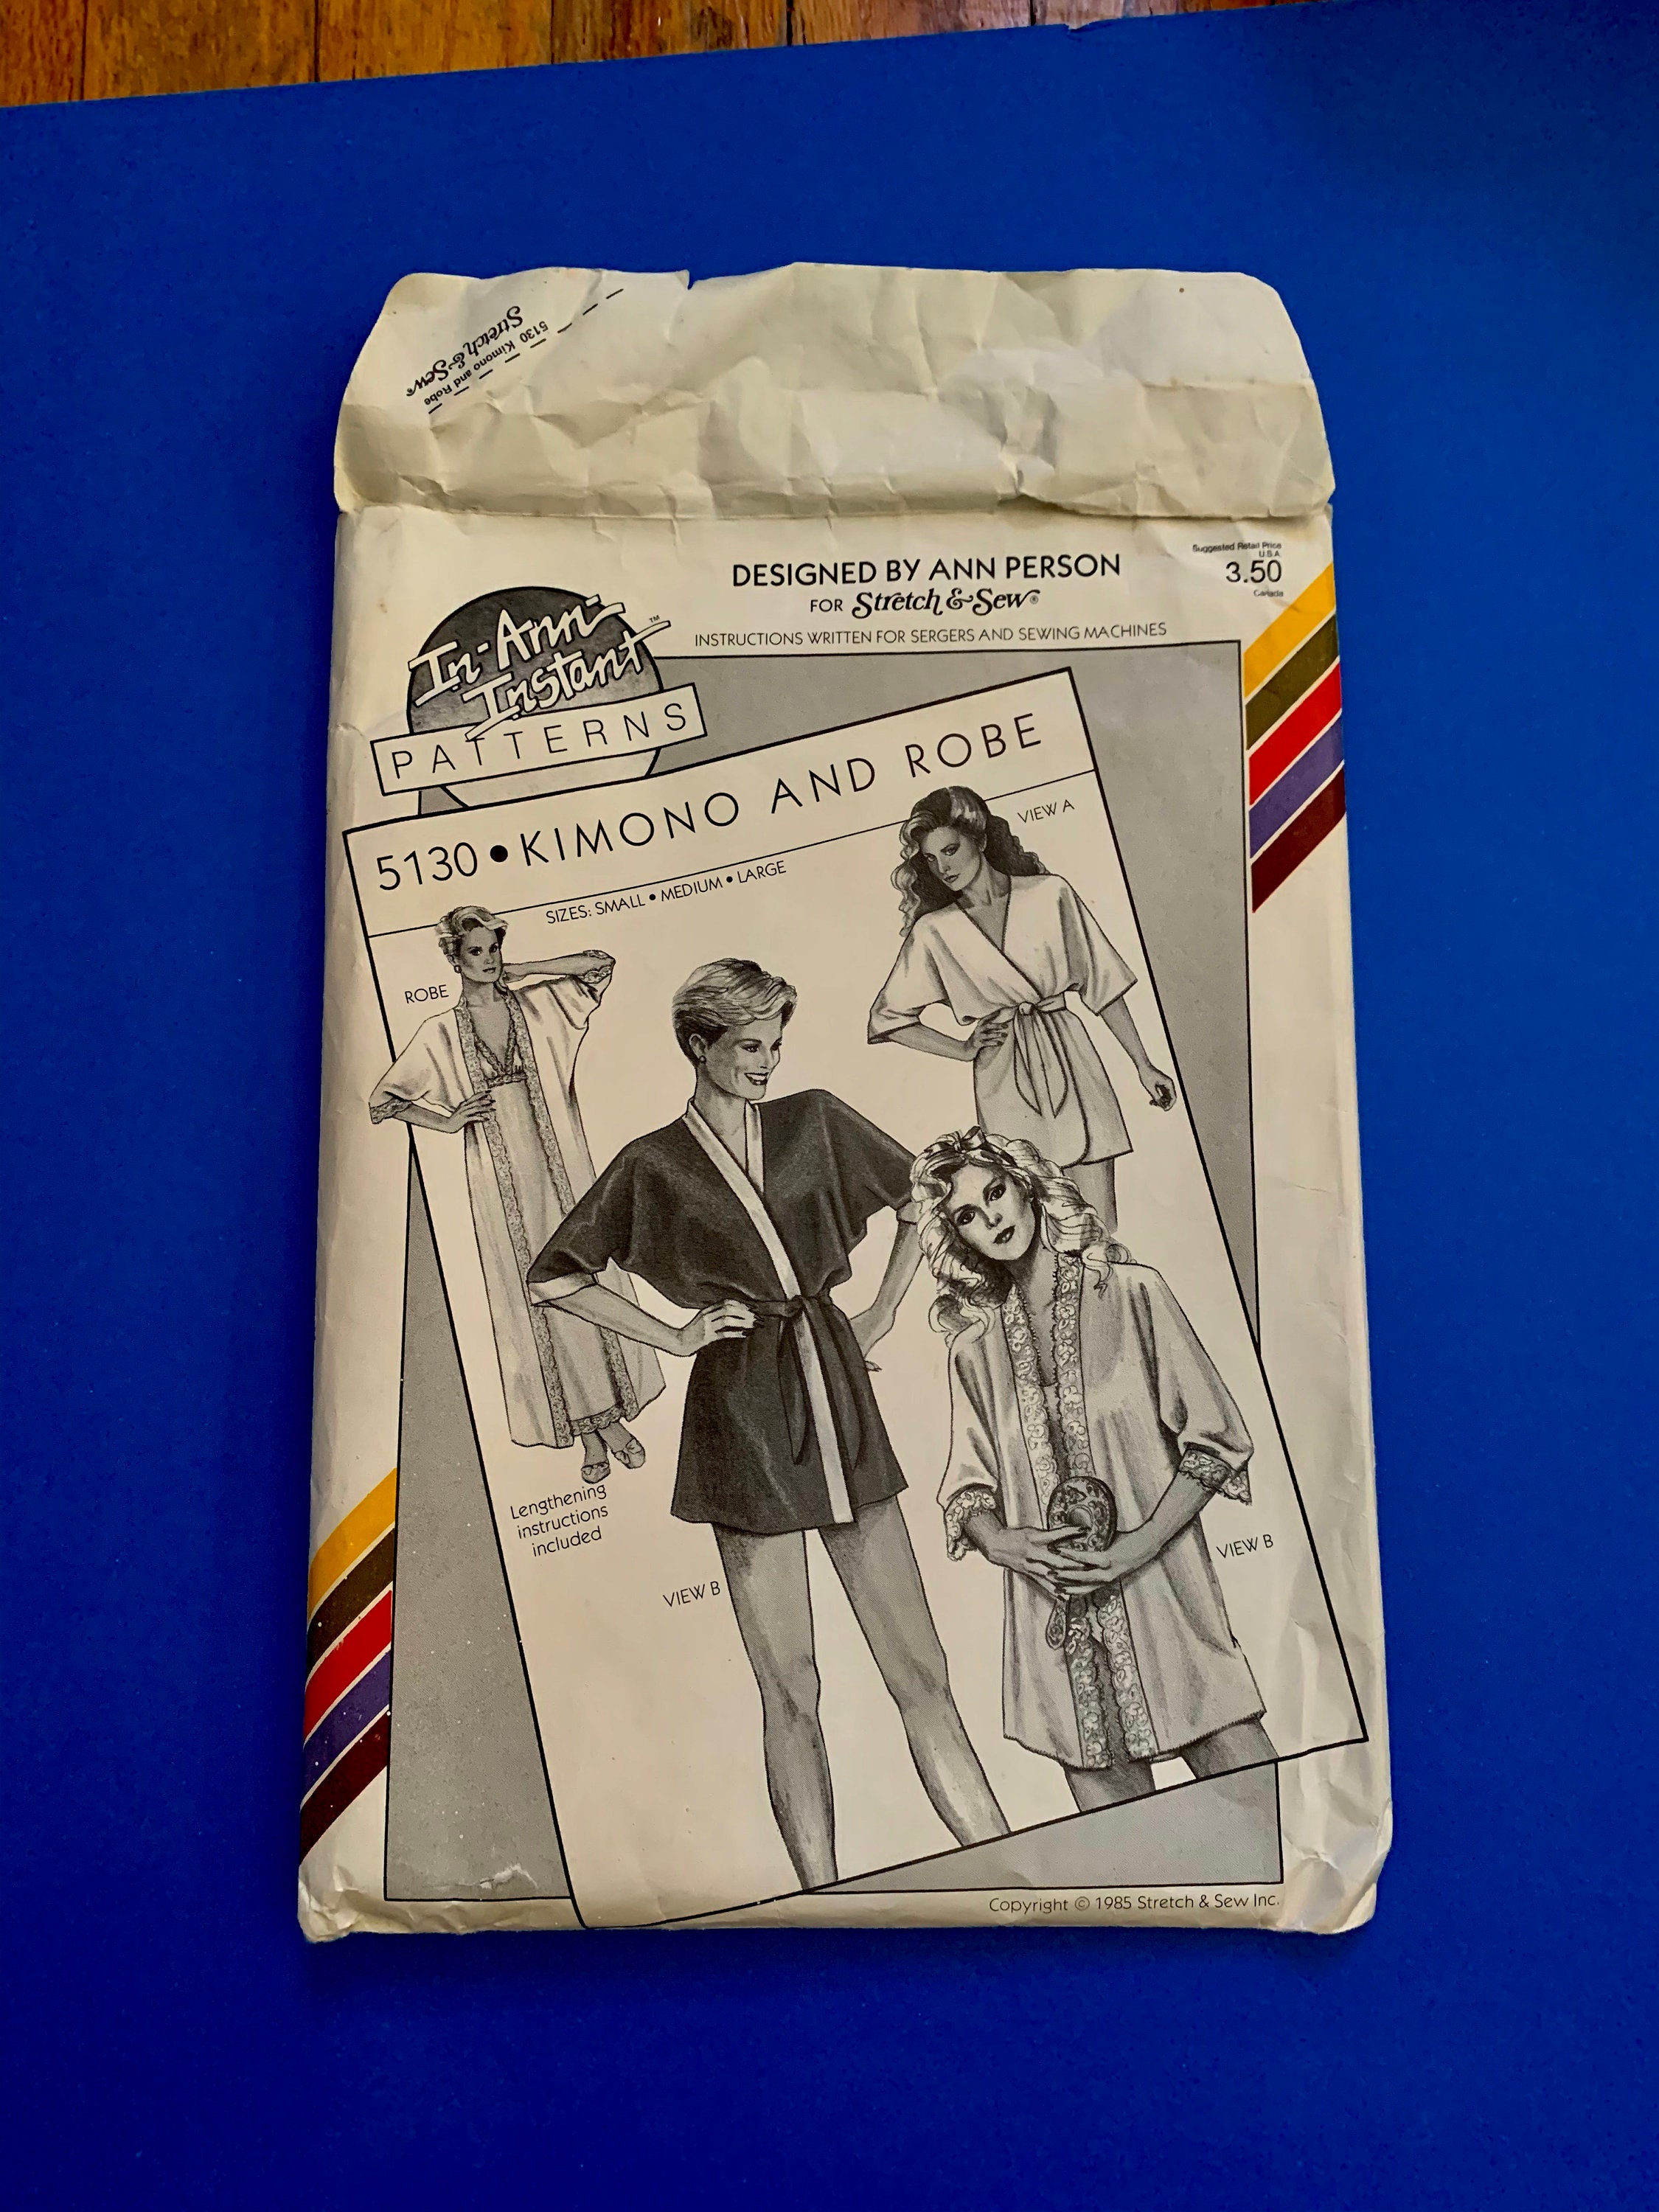 Stretch & Sew®
5130 Kimono and Robe
DESIGNED BY ANN PERSON
FOR Stretch & Sew®
INSTRUCTIONS WRITTEN FOR SERGERS AND SEWING MACHINES
Suggested Retail Price
U.S.A.
3.50
Canada
In-Ann-
Instant™
PATTERNS
5130 • KIMONO AND ROBE
SIZES: SMALL • MEDIUM • LARGE
VIEW A
ROBE
Lengthening
instructions
included
VIEW B
VIEW B
Copyright © 1985 Stretch & Sew Inc.